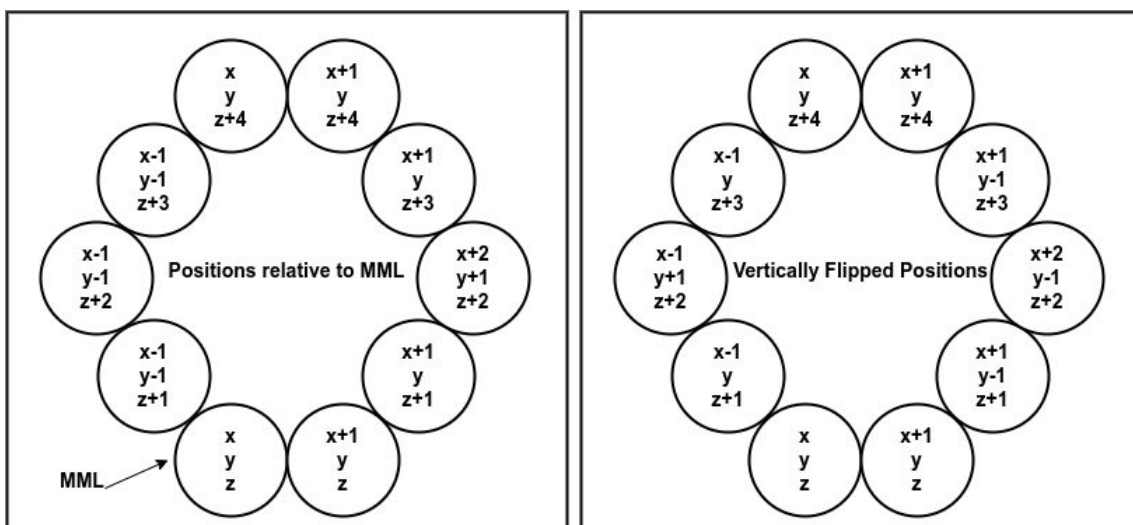 x
y
z+4
x+1
y
z+4
x-1
y-1
z+3
x+1
y
z+3
x-1
y-1
z+2
Positions relative to MML
x+2
y+1
z+2
x-1
y-1
z+1
x+1
y
z+1
x
y
z
x+1
y
z
MML
x
y
z+4
x+1
y
z+4
x-1
y
z+3
x+1
y-1
z+3
x-1
y+1
z+2
Vertically Flipped Positions
x+2
y-1
z+2
x-1
y
z+1
x+1
y-1
z+1
x
y
z
x+1
y
z